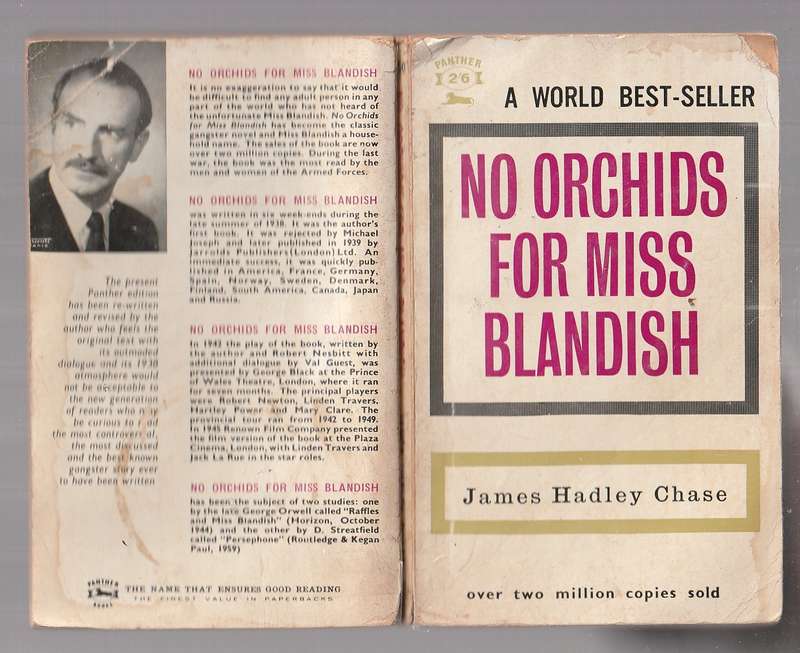 NO ORCHIDS FOR MISS BLANDISH
It is no exaggeration to say that it would
be difficult to find any adult person in any
part of the world who has not heard of
the unfortunate Miss Blandish. No Orchids
for Miss Blandish has become the classic
gangster novel and Miss Blandish a house-
hold name. The sales of the book are now
over two million copies. During the last
war, the book was the most read by the
men and women of the Armed Forces.
NO ORCHIDS FOR MISS BLANDISH
was written in six week-ends during the
late summer of 1938. It was the author's
first book. It was rejected by Michael
Joseph and later published in 1939 by
Jarrolds Publishers (London) Ltd. An
immediate success, it was quickly pub-
lished in America, France, Germany,
Spain, Norway, Sweden, Denmark,
Finland, South America, Canada, Japan
and Russia.
NO ORCHIDS FOR MISS BLANDISH
In 1942 the play of the book, written by
the author and Robert Nesbitt with
additional dialogue by Val Guest, was
presented by George Black at the Prince
of Wales Theatre, London, where it ran
for seven months. The principal players
were Robert Newton, Linden Travers,
Hartley Power and Mary Clare. The
provincial tour ran from 1942 to 1949.
In 1945 Renown Film Company presented
the film version of the book at the Plaza
Cinema, London, with Linden Travers and
Jack La Rue in the star roles.
NO ORCHIDS FOR MISS BLANDISH
has been the subject of two studies: one
by the late George Orwell called "Raffles
and Miss Blandish" (Horizon, October
1944) and the other by D. Streatfield
called "Persephone" (Routledge & Kegan
Paul, 1959)
The present
Panther edition
has been re-written
and revised by the
author who feels the
original text with
its outmoded
dialogue and its 1938
atmosphere would
not be acceptable to
the new generation
of readers who
be curious to
the most controver
the most discussed
and the best known
gangster story ever
to have been written
PANTHER
BOOKS
THE NAME THAT ENSURES GOOD READING
THE FINEST VALUE IN PAPERBACKS
PANTHER
2'6
A WORLD BEST-SELLER
NO ORCHIDS
FOR MISS
BLANDISH
James Hadley Chase
over two million copies sold